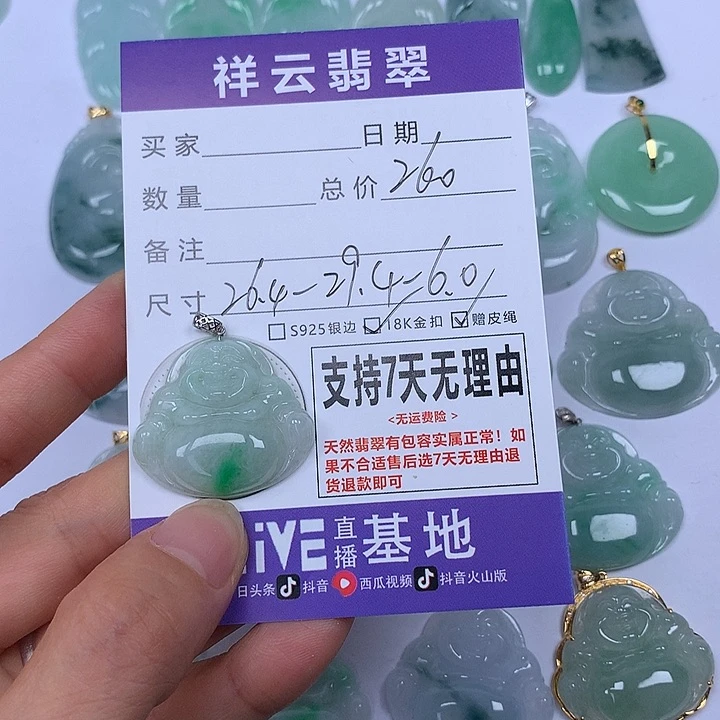 祥云翡翠
买家 日期
数量 总价 260
备注
尺寸 26.4-29.4-6.0
S925银边 18K金扣 赠皮绳
支持7天无理由
<无运费险>
天然翡翠有包容实属正常！如
果不合适售后选7天无理由退
货退款即可
LIVE直播基地
日头条 抖音 西瓜视频 抖音火山版